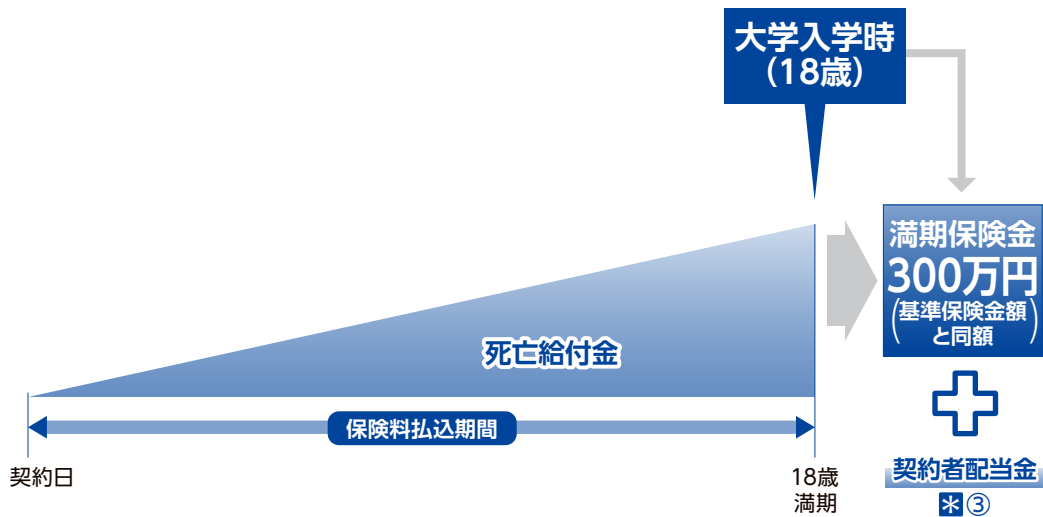 大学入学時
(18歳)
満期保険金
300万円
(基準保険金額
と同額)
死亡給付金
保険料払込期間
契約日
18歳
満期
契約者配当金
*③